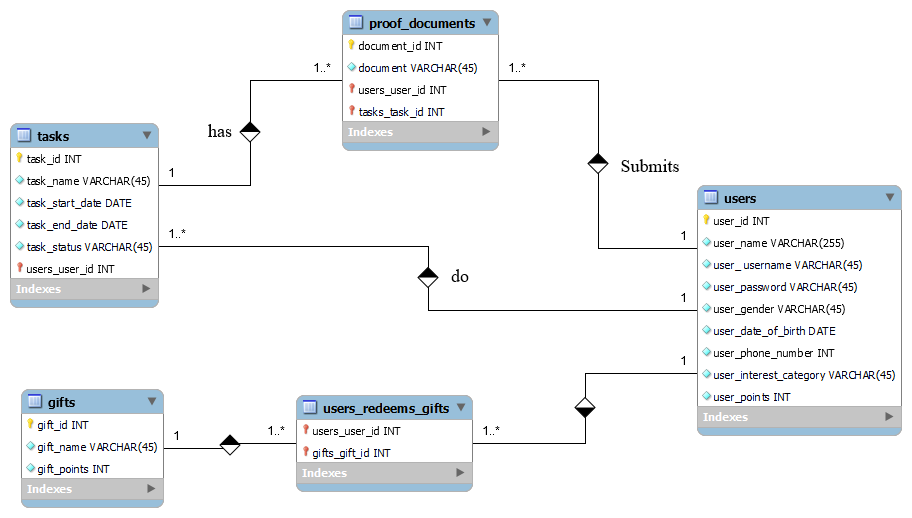 proof_documents
document_id INT
document VARCHAR(45)
users_user_id INT
tasks_task_id INT
Indexes
1..*
1..*
has
Submits
tasks
task_id INT
task_name VARCHAR(45)
task_start_date DATE
task_end_date DATE
task_status VARCHAR(45)
users_user_id INT
Indexes
1
1..*
do
users
user_id INT
user_name VARCHAR(255)
user_ username VARCHAR(45)
user_password VARCHAR(45)
user_gender VARCHAR(45)
user_date_of_birth DATE
user_phone_number INT
user_interest_category VARCHAR(45)
user_points INT
Indexes
1
1
1
gifts
gift_id INT
gift_name VARCHAR(45)
gift_points INT
Indexes
1
1..*
users_redeems_gifts
users_user_id INT
gifts_gift_id INT
Indexes
1..*